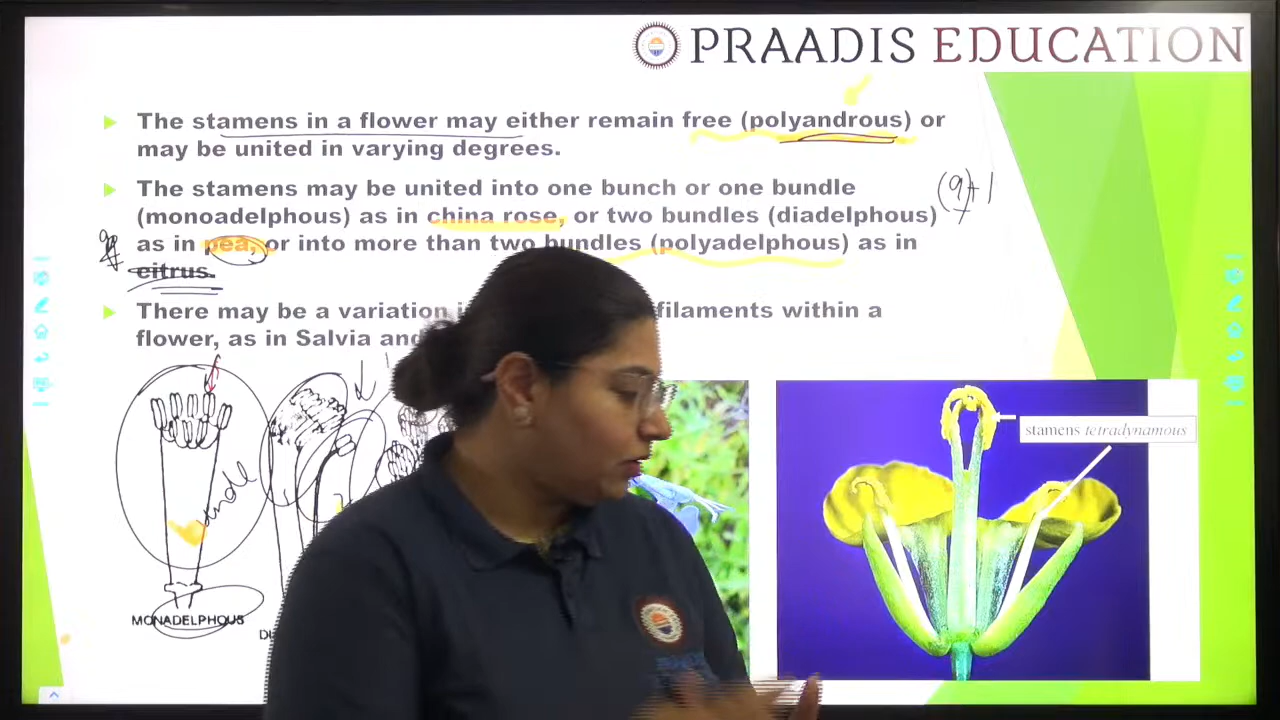 PRAADIS EDUCATION
The stamens in a flower may either remain free (polyandrous) or
may be united in varying degrees.
The stamens may be united into one bunch or one bundle
(9)+1
(monoadelphous) as in china rose, or two bundles (diadelphous)
as in pea, or into more than two bundles (polyadelphous) as in
citrus.
There may be a variation filaments within a
flower, as in Salvia and
stamens tetradynamous
MONADELPHOUS